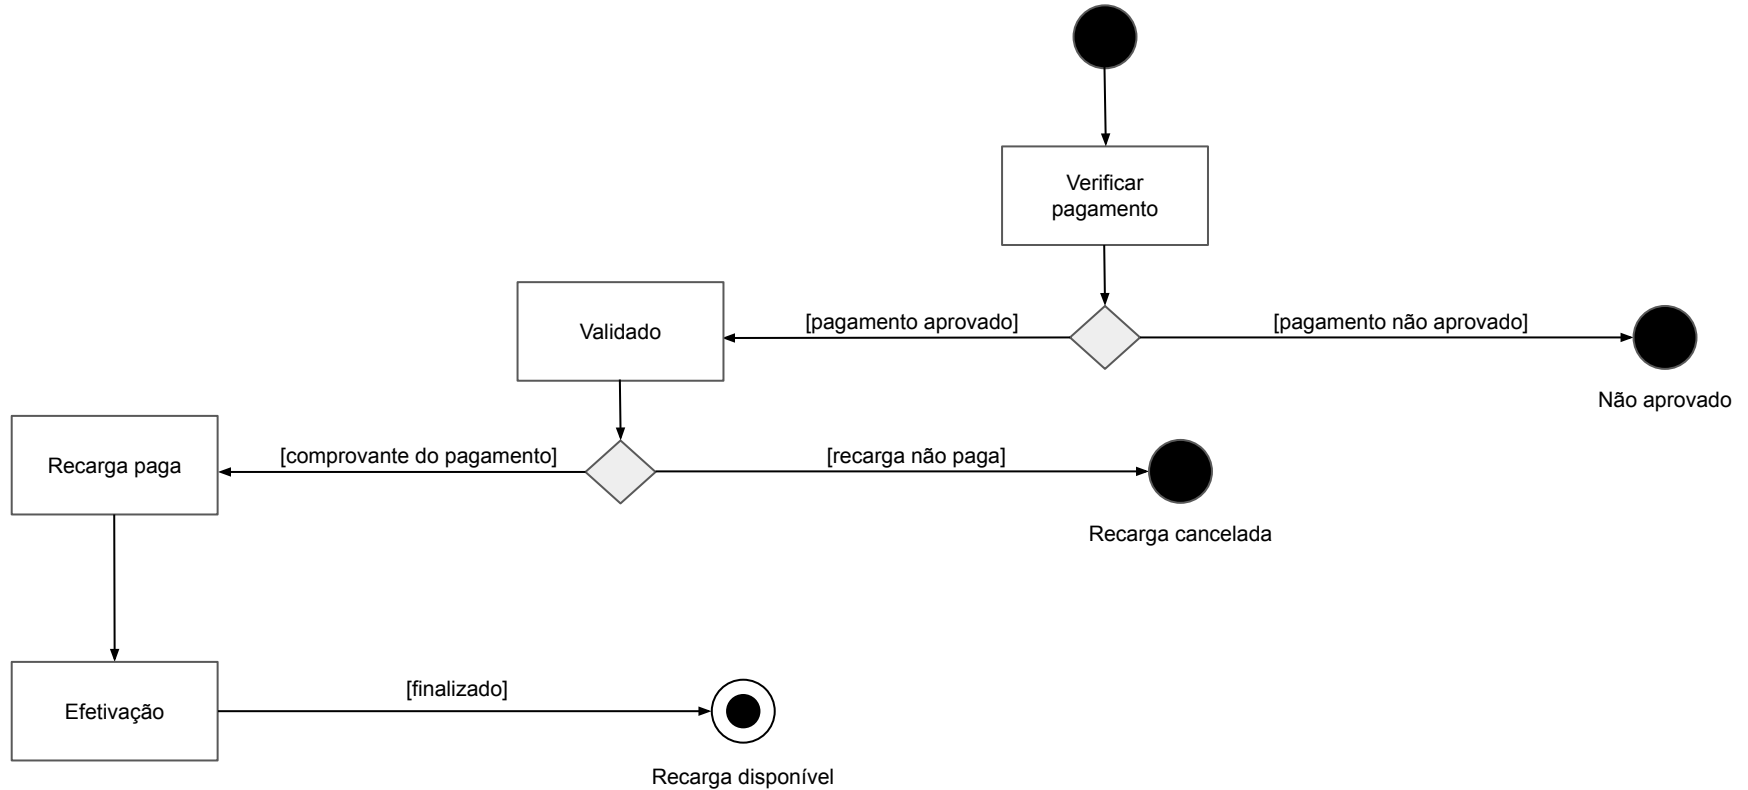 Verificar
pagamento
Validado
[pagamento aprovado]
[pagamento não aprovado]
Não aprovado
Recarga paga
[comprovante do pagamento]
[recarga não paga]
Recarga cancelada
Efetivação
[finalizado]
Recarga disponível